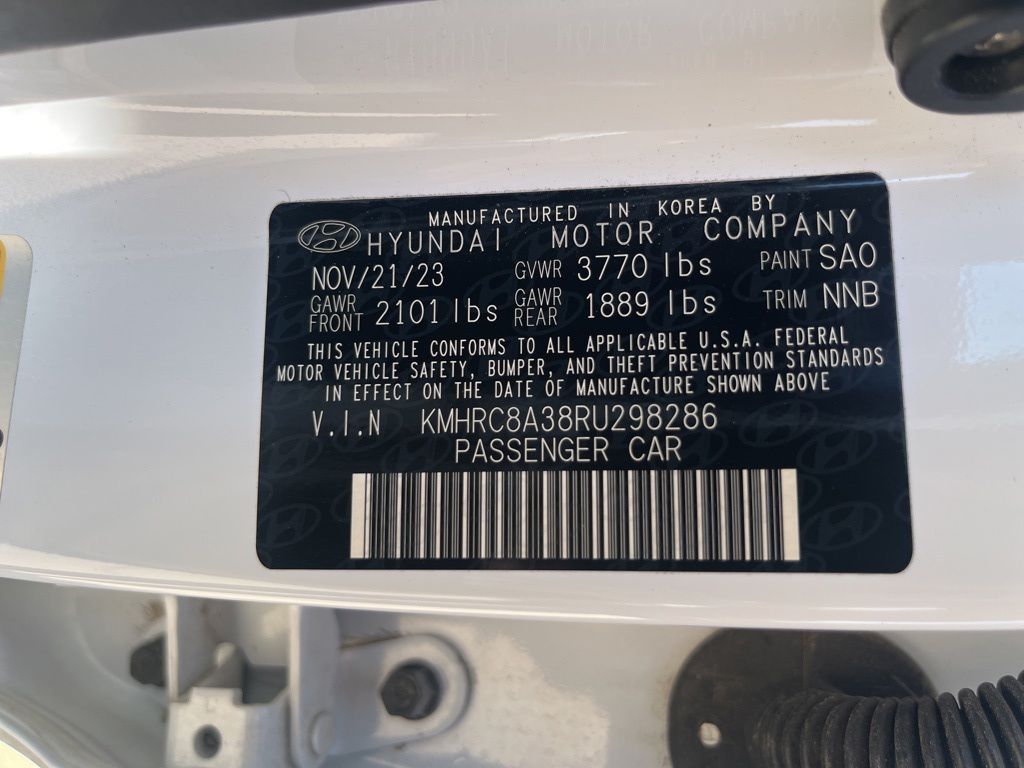 MANUFACTURED IN KOREA BY
HYUNDAI MOTOR COMPANY
NOV/21/23 GVWR 3770 lbs PAINT SAO
GAWR FRONT 2101 lbs GAWR REAR 1889 lbs TRIM NNB
THIS VEHICLE CONFORMS TO ALL APPLICABLE U.S.A. FEDERAL
MOTOR VEHICLE SAFETY, BUMPER, AND THEFT PREVENTION STANDARDS
IN EFFECT ON THE DATE OF MANUFACTURE SHOWN ABOVE
V.I.N KMHRC8A38RU298286
PASSENGER CAR